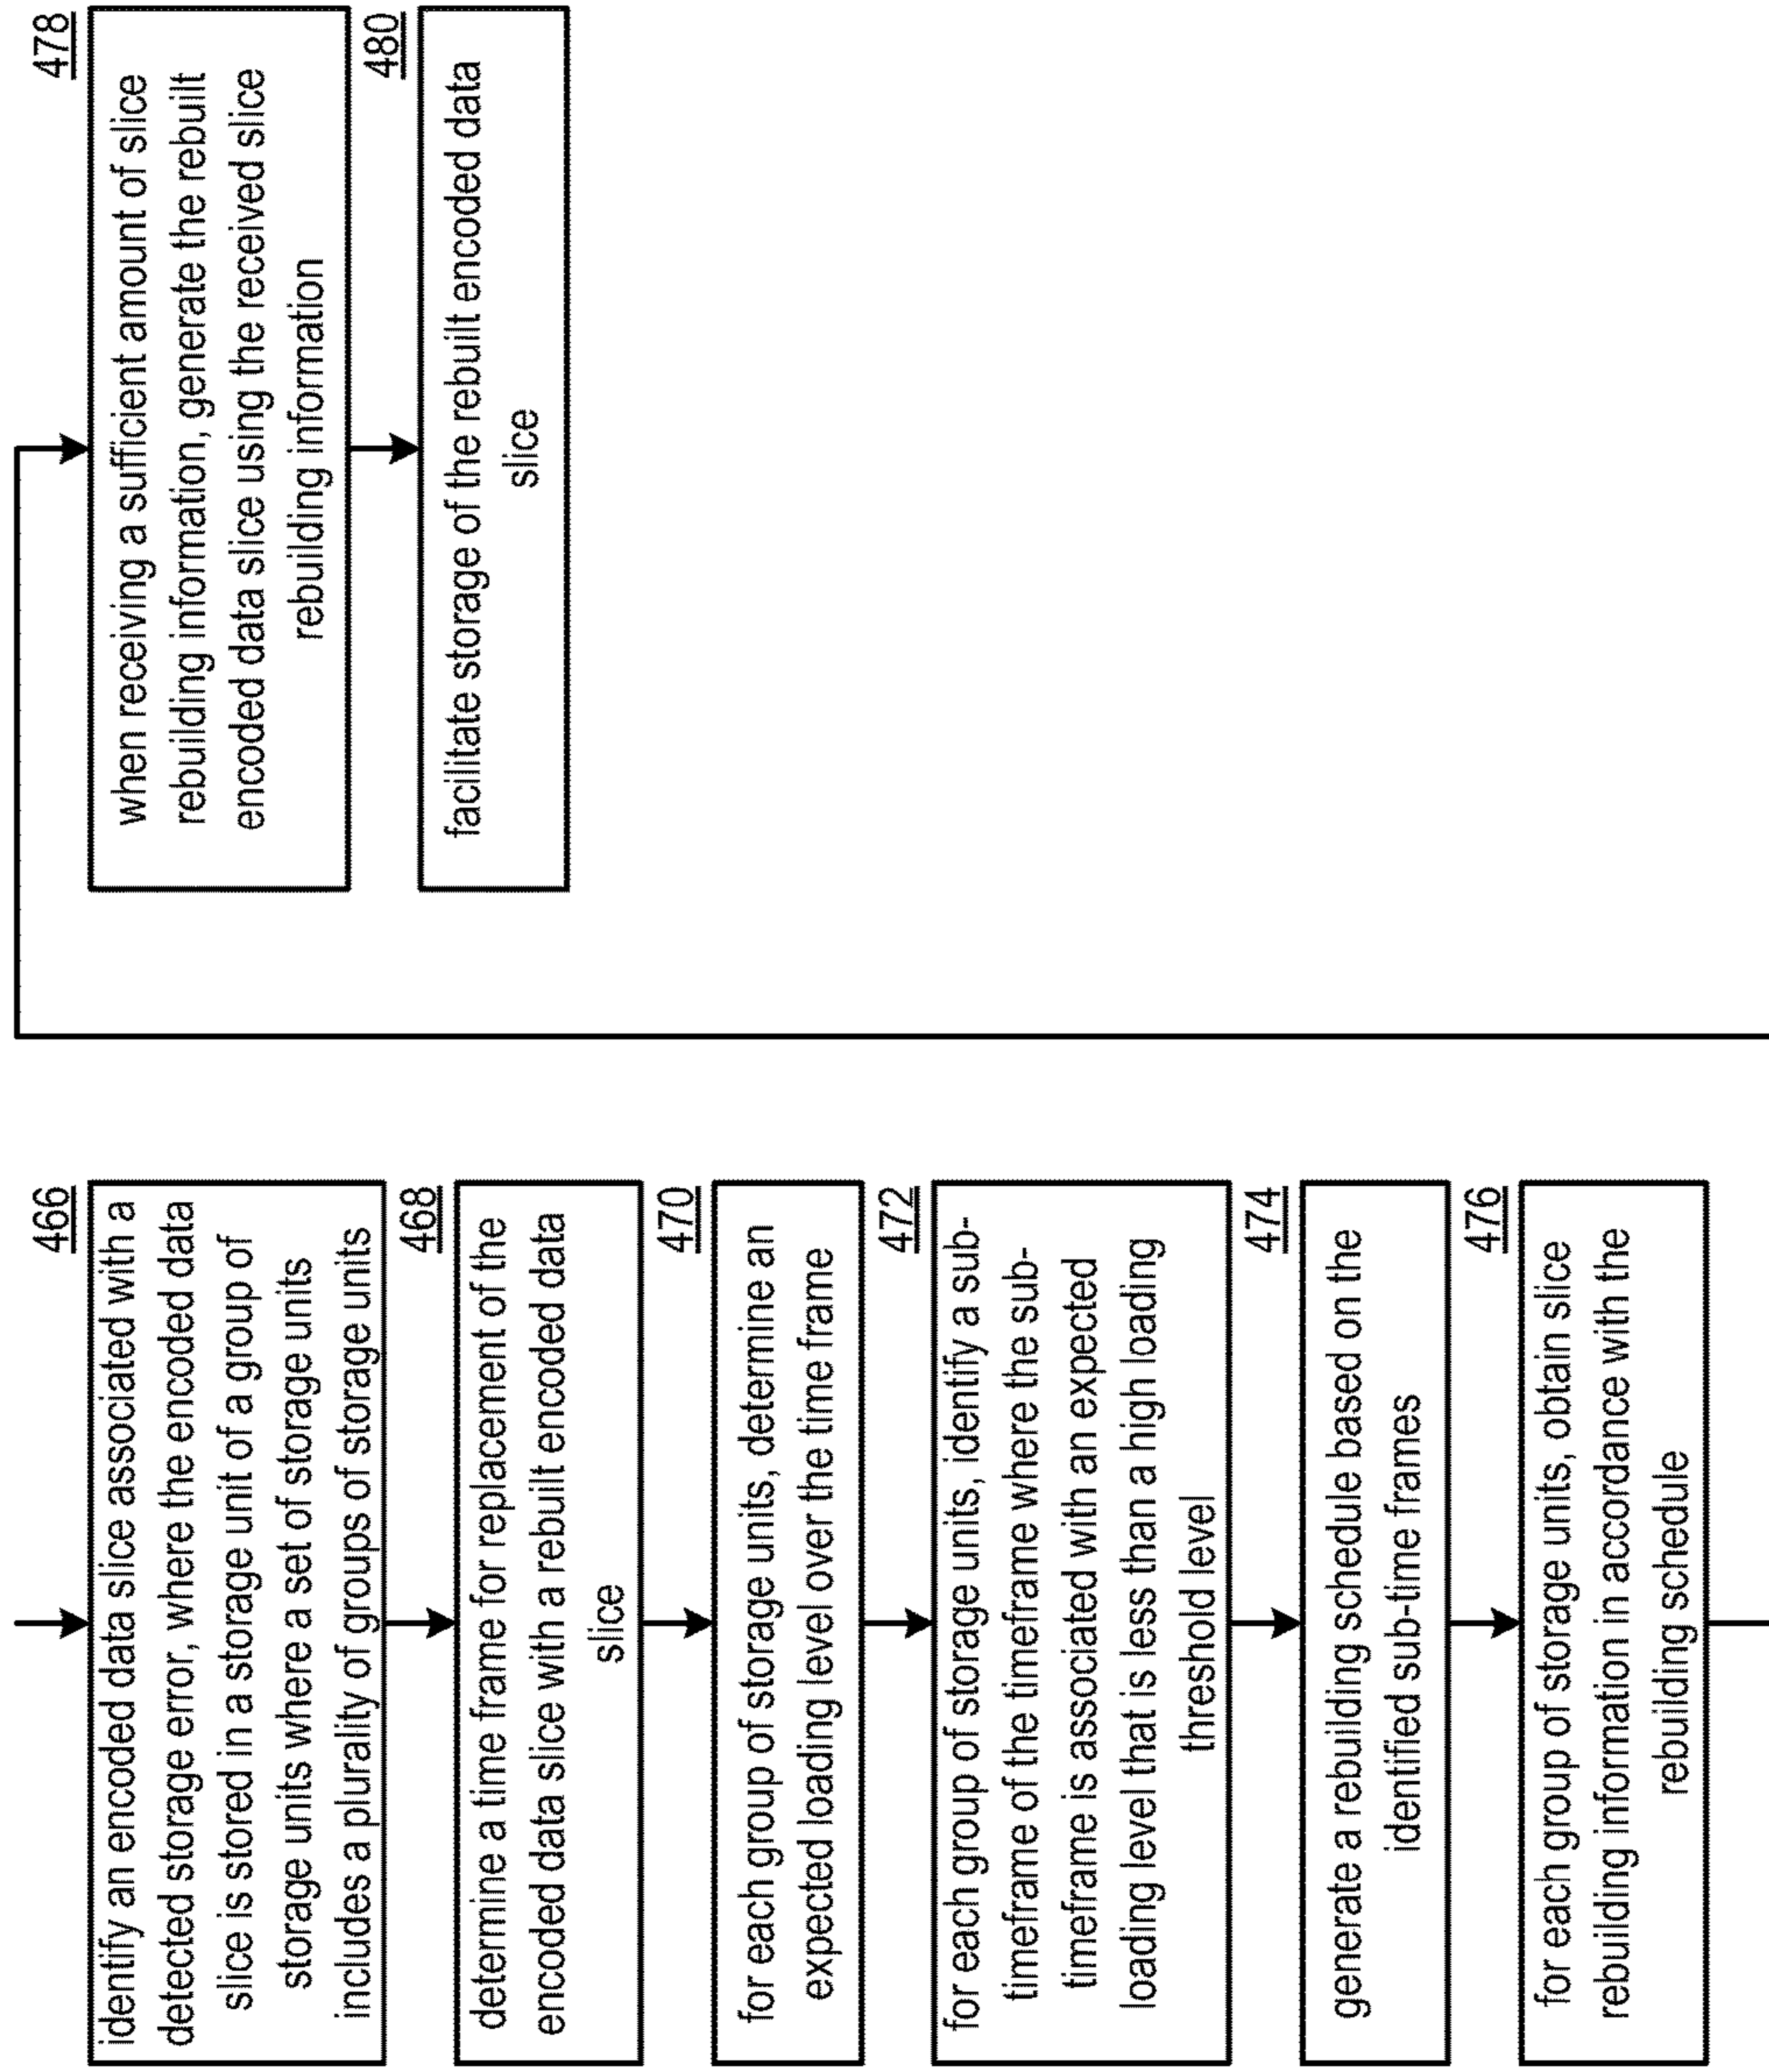 466
identify an encoded data slice associated with a
detected storage error, where the encoded data
slice is stored in a storage unit of a group of
storage units where a set of storage units
includes a plurality of groups of storage units
468
determine a time frame for replacement of the
encoded data slice with a rebuilt encoded data
slice
470
for each group of storage units, determine an
expected loading level over the time frame
472
for each group of storage units, identify a sub-
timeframe of the timeframe where the sub-
timeframe is associated with an expected
loading level that is less than a high loading
threshold level
474
generate a rebuilding schedule based on the
identified sub-time frames
476
for each group of storage units, obtain slice
rebuilding information in accordance with the
rebuilding schedule
478
when receiving a sufficient amount of slice
rebuilding information, generate the rebuilt
encoded data slice using the received slice
rebuilding information
480
facilitate storage of the rebuilt encoded data
slice